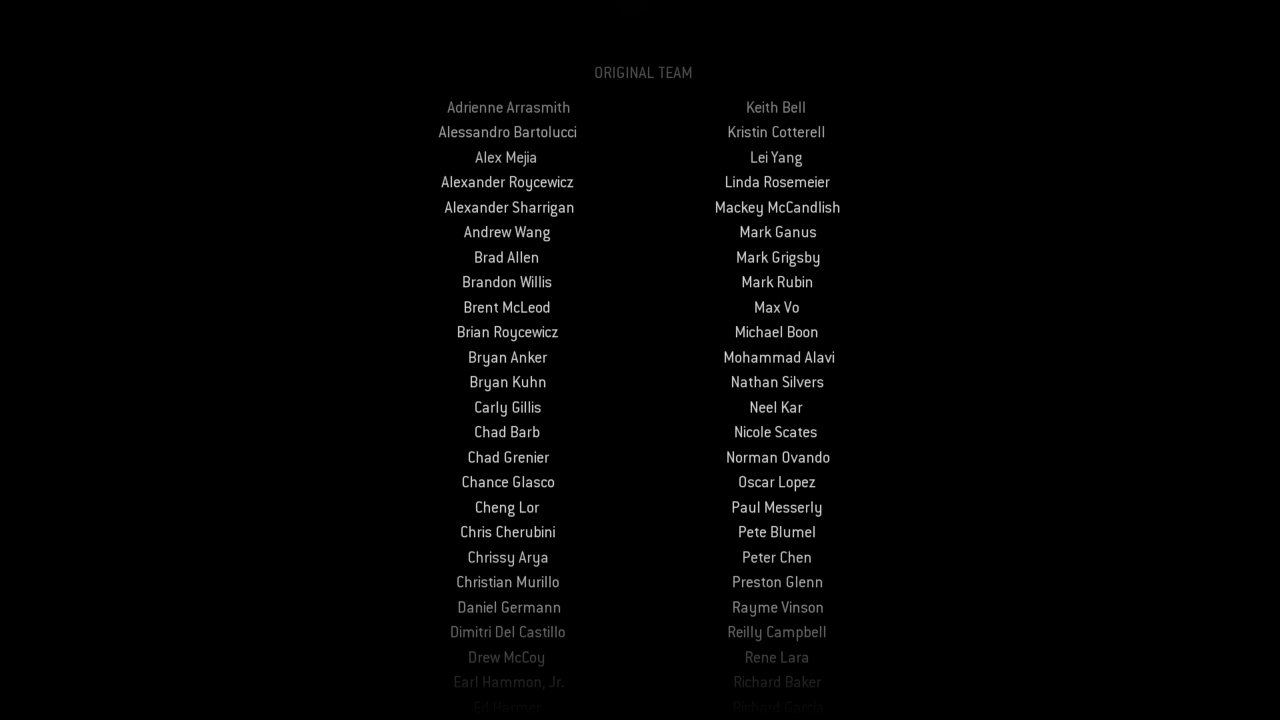 ORIGINAL TEAM
Adrienne Arrasmith
Alessandro Bartolucci
Alex Mejia
Alexander Roycewicz
Alexander Sharrigan
Andrew Wang
Brad Allen
Brandon Willis
Brent McLeod
Brian Roycewicz
Bryan Anker
Bryan Kuhn
Carly Gillis
Chad Barb
Chad Grenier
Chance Glasco
Cheng Lor
Chris Cherubini
Chrissy Arya
Christian Murillo
Daniel Germann
Dimitri Del Castillo
Drew McCoy
Earl Hammon, Jr.
Ed Harmer
Keith Bell
Kristin Cotterell
Lei Yang
Linda Rosemeier
Mackey McCandlish
Mark Ganus
Mark Grigsby
Mark Rubin
Max Vo
Michael Boon
Mohammad Alavi
Nathan Silvers
Neel Kar
Nicole Scates
Norman Ovando
Oscar Lopez
Paul Messerly
Pete Blumel
Peter Chen
Preston Glenn
Rayme Vinson
Reilly Campbell
Rene Lara
Richard Baker
Richard Garcia